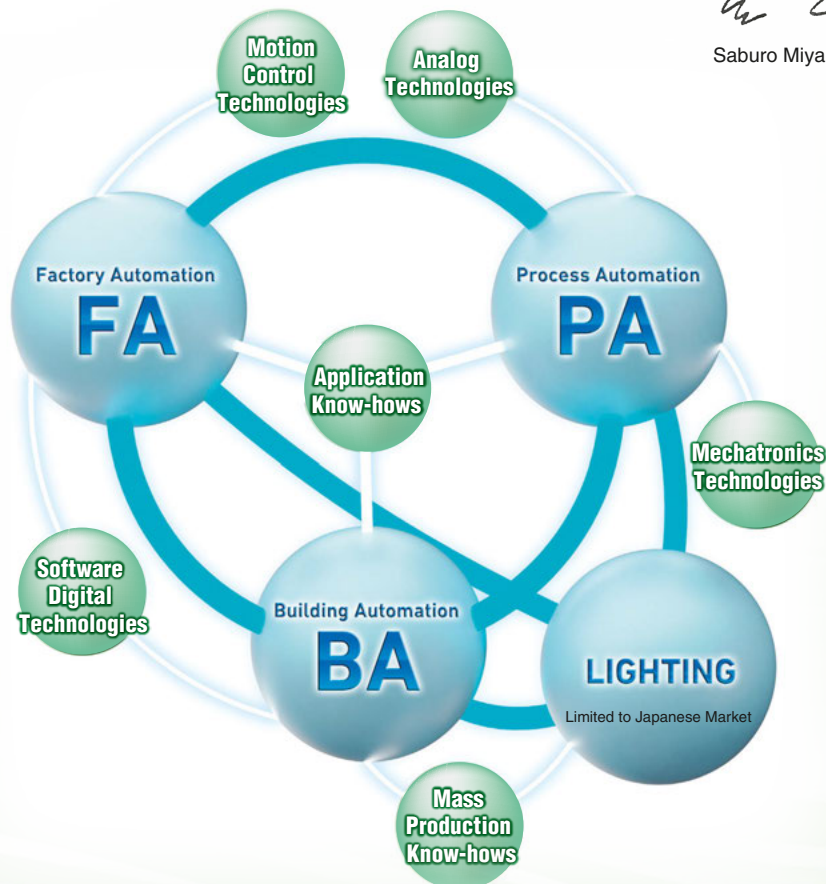 Saburo
Motion
Control
Technologies
Analog
Technologies
Factory Automation
FA
Process Automation
PA
Application
Know-hows
Mechatronics
Technologies
Software
Digital
Technologies
Building Automation
BA
LIGHTING
Limited to Japanese Market
Mass
Production
Know-hows